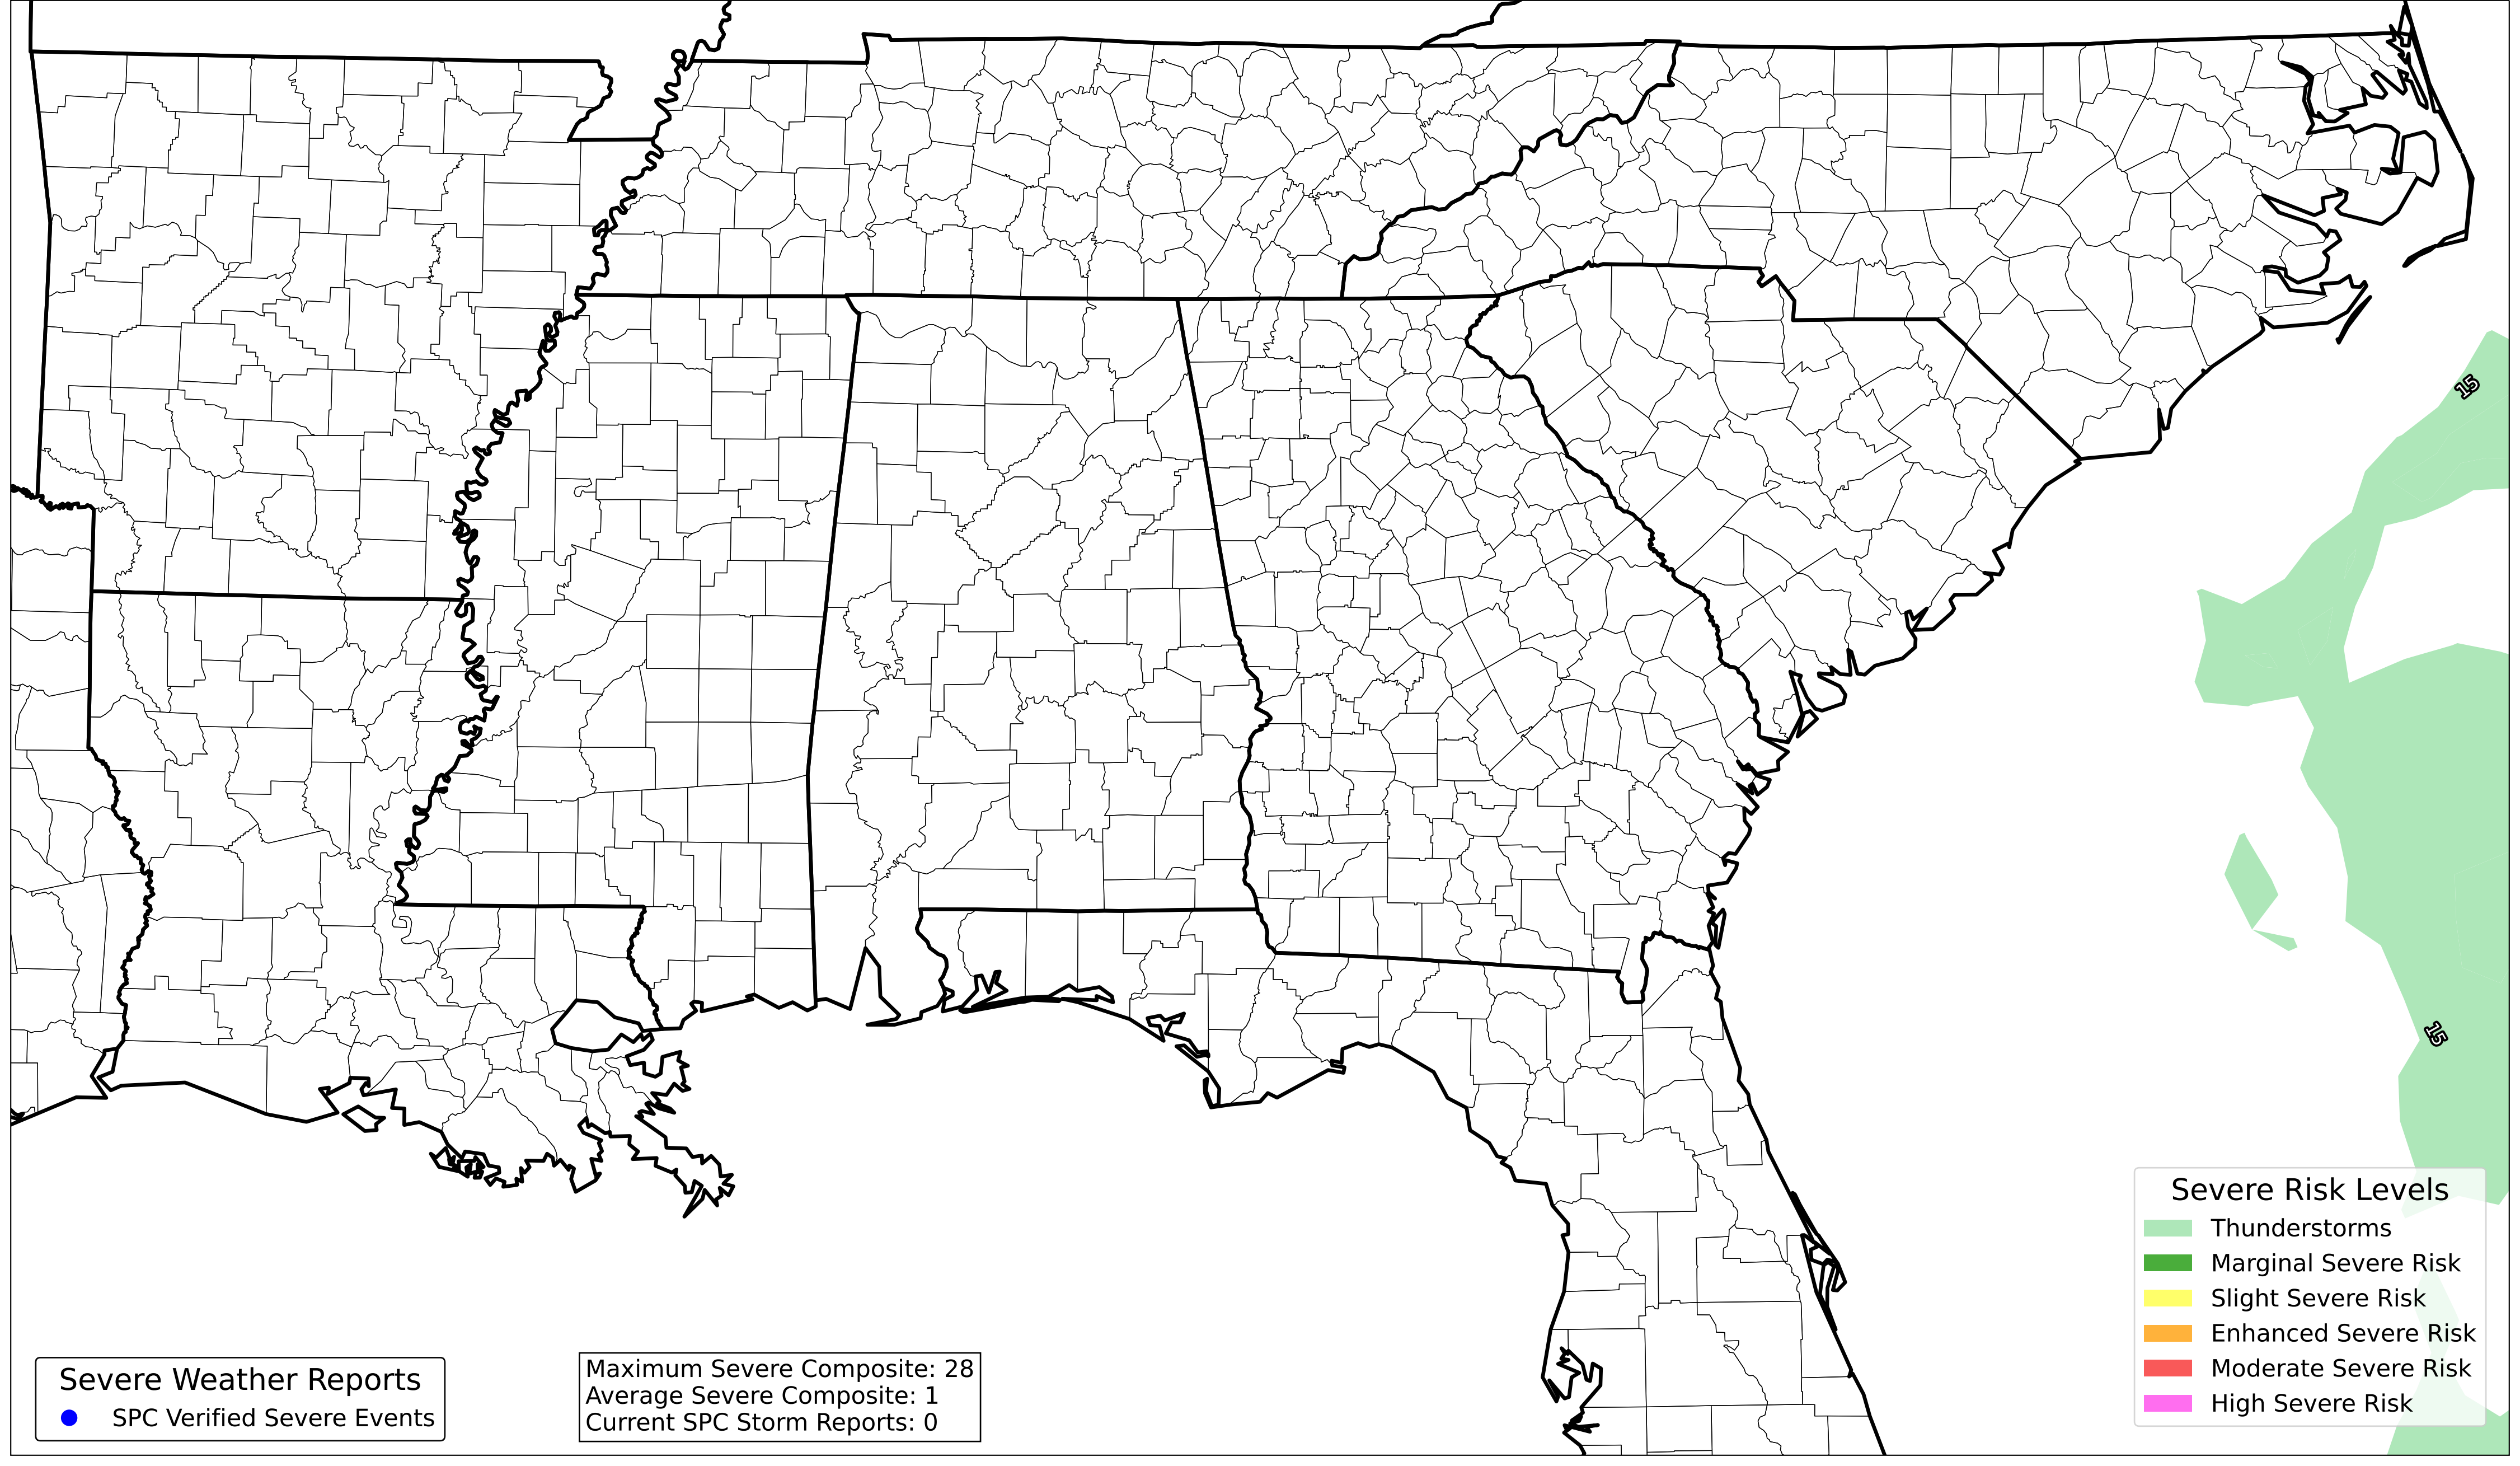 15
15
Severe Risk Levels
Thunderstorms
Marginal Severe Risk
Slight Severe Risk
Enhanced Severe Risk
Moderate Severe Risk
High Severe Risk
Severe Weather Reports
SPC Verified Severe Events
Maximum Severe Composite: 28
Average Severe Composite: 1
Current SPC Storm Reports: 0